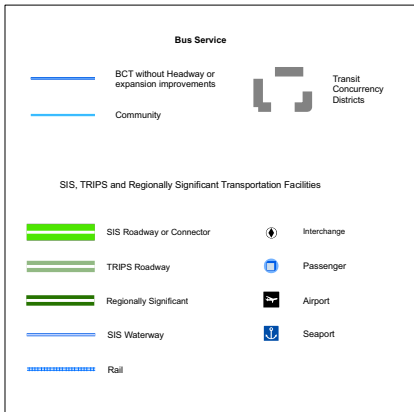 Bus Service
BCT without Headway or
expansion improvements
Community
Transit
Concurrency
Districts
SIS, TRIPS and Regionally Significant Transportation Facilities
SIS Roadway or Connector
TRIPS Roadway
Regionally Significant
SIS Waterway
Rail
Interchange
Passenger
Airport
Seaport